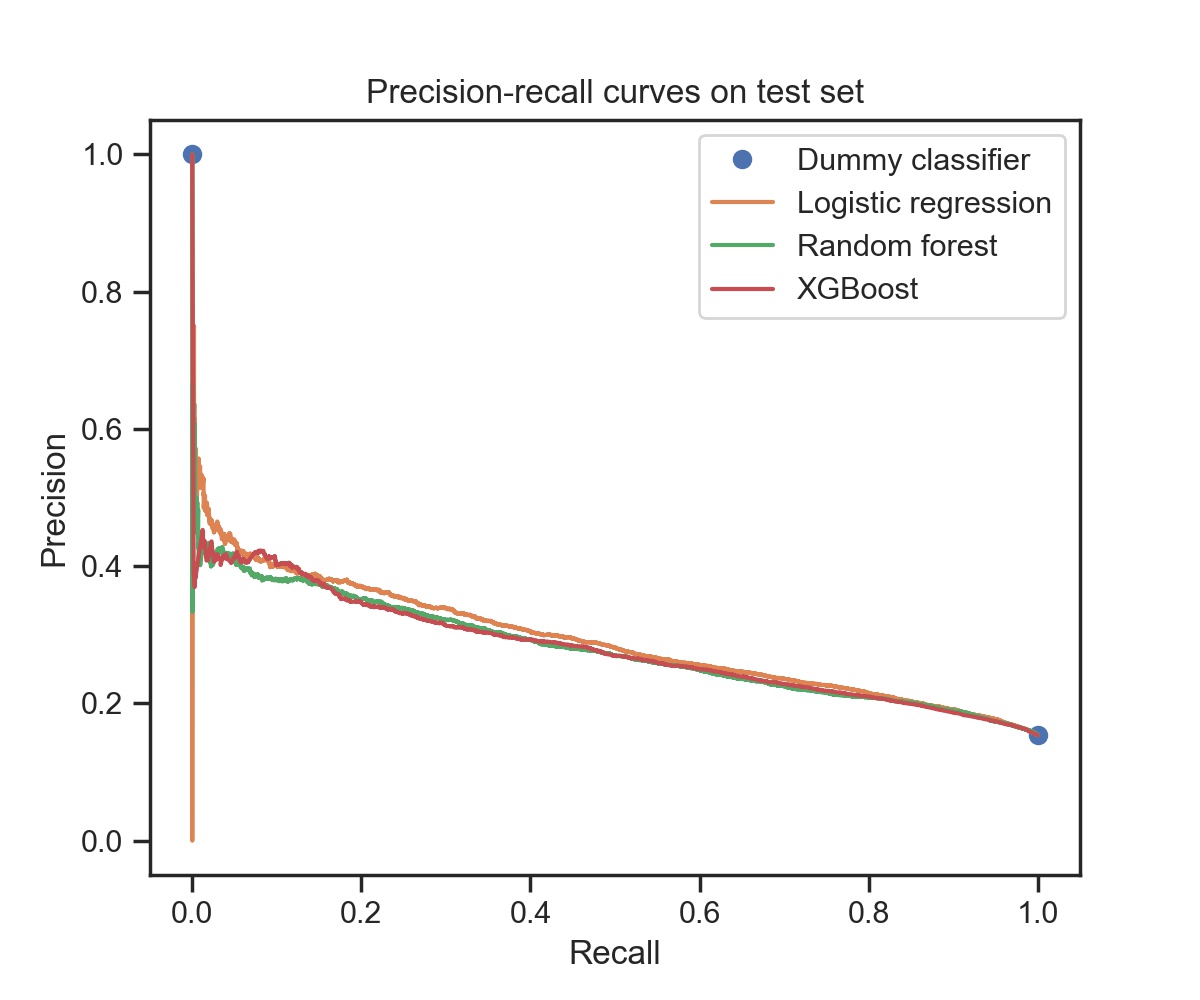 Precision-recall curves on test set
1.0
0.8
0.6
0.4
0.2
0.0
Precision
Dummy classifier
Logistic regression
Random forest
XGBoost
0.0 0.2 0.4 0.6 0.8 1.0
Recall